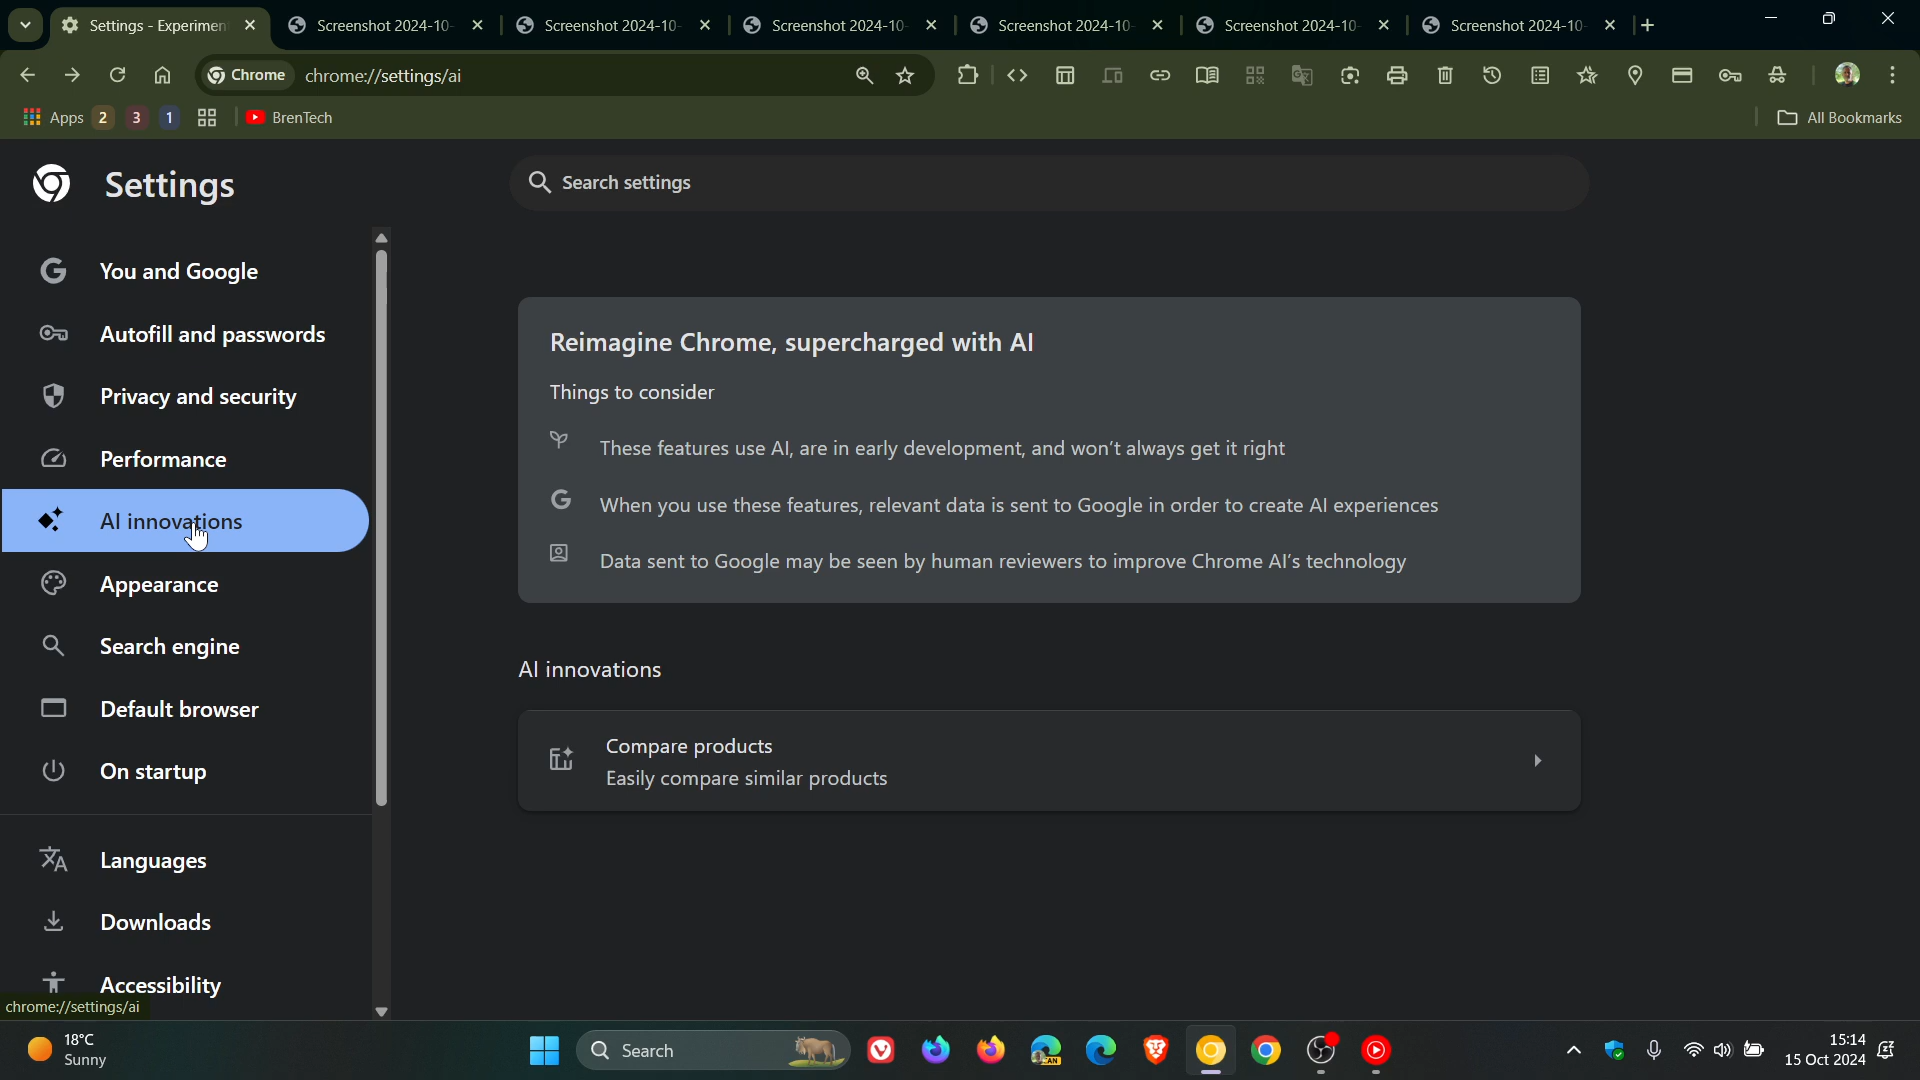 Settings - Experimen
Screenshot 2024-10-
Screenshot 2024-10-
Screenshot 2024-10-
Screenshot 2024-10-
Screenshot 2024-10-
Screenshot 2024-10-
Chrome chrome://settings/ai
Apps 2 3 1 BrenTech All Bookmarks
Settings
Search settings
You and Google
Autofill and passwords
Privacy and security
Performance
AI innovations
Appearance
Search engine
Default browser
On startup
Languages
Downloads
Accessibility
chrome://settings/ai
Reimagine Chrome, supercharged with AI
Things to consider
These features use AI, are in early development, and won't always get it right
When you use these features, relevant data is sent to Google in order to create AI experiences
Data sent to Google may be seen by human reviewers to improve Chrome AI's technology
AI innovations
Compare products
Easily compare similar products
18°C
Sunny
Search
CAN
15:14
15 Oct 2024